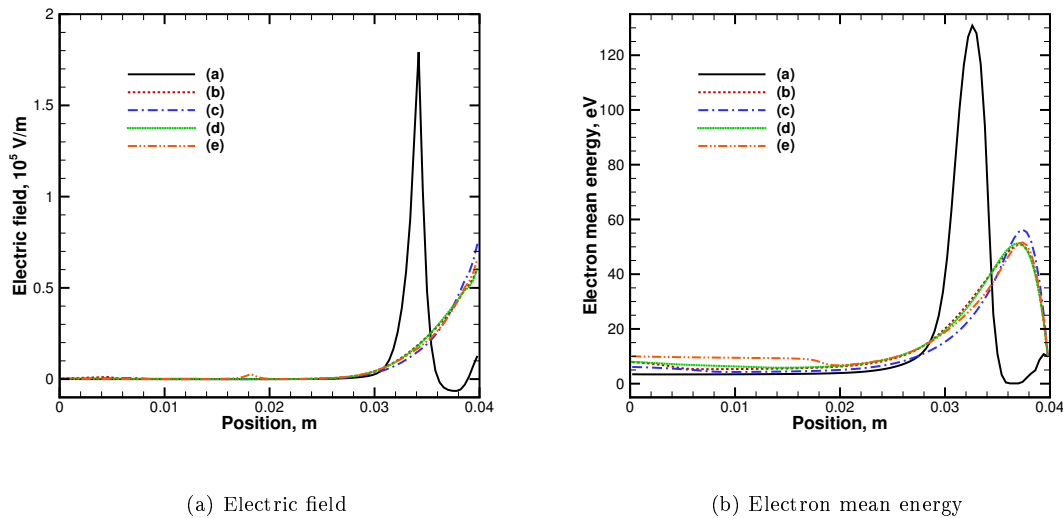 Electric field, 10^5 V/m
2
1.5
1
0.5
0
(a)
(b)
(c)
(d)
(e)
0 0.01 0.02 0.03 0.04
Position, m
Electron mean energy, eV
120
100
80
60
40
20
0
(a)
(b)
(c)
(d)
(e)
0 0.01 0.02 0.03 0.04
Position, m
(a) Electric field
(b) Electron mean energy